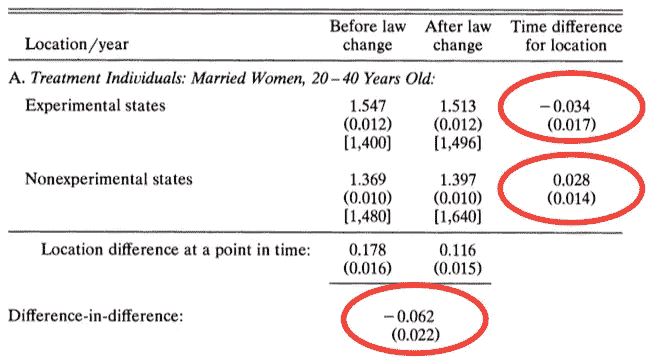 Before law After law Time difference
Location/year change change for location
A. Treatment Individuals: Married Women, 20–40 Years Old:
Experimental states 1.547 1.513 −0.034
(0.012) (0.012) (0.017)
[1,400] [1,496]
Nonexperimental states 1.369 1.397 0.028
(0.010) (0.010) (0.014)
[1,480] [1,640]
Location difference at a point in time: 0.178 0.116
(0.016) (0.015)
Difference-in-difference: −0.062
(0.022)